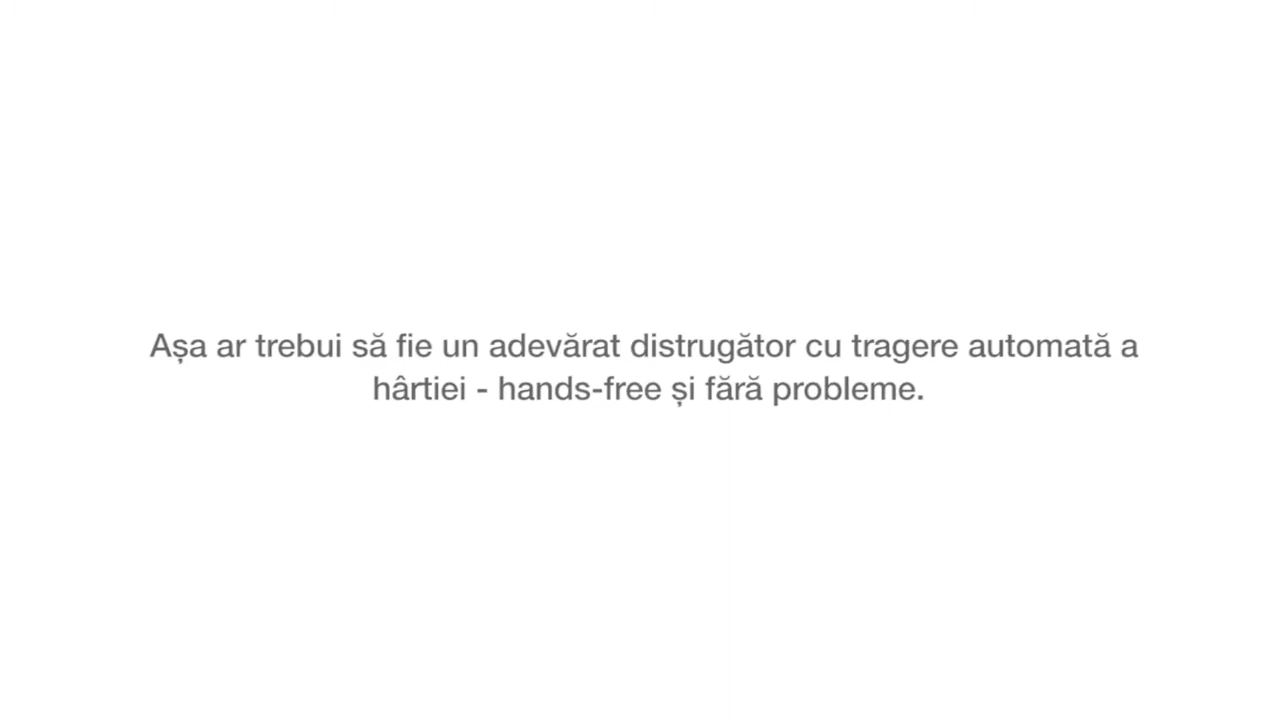 Așa ar trebui să fie un adevărat distrugător cu tragere automată a
hârtiei - hands-free și fără probleme.